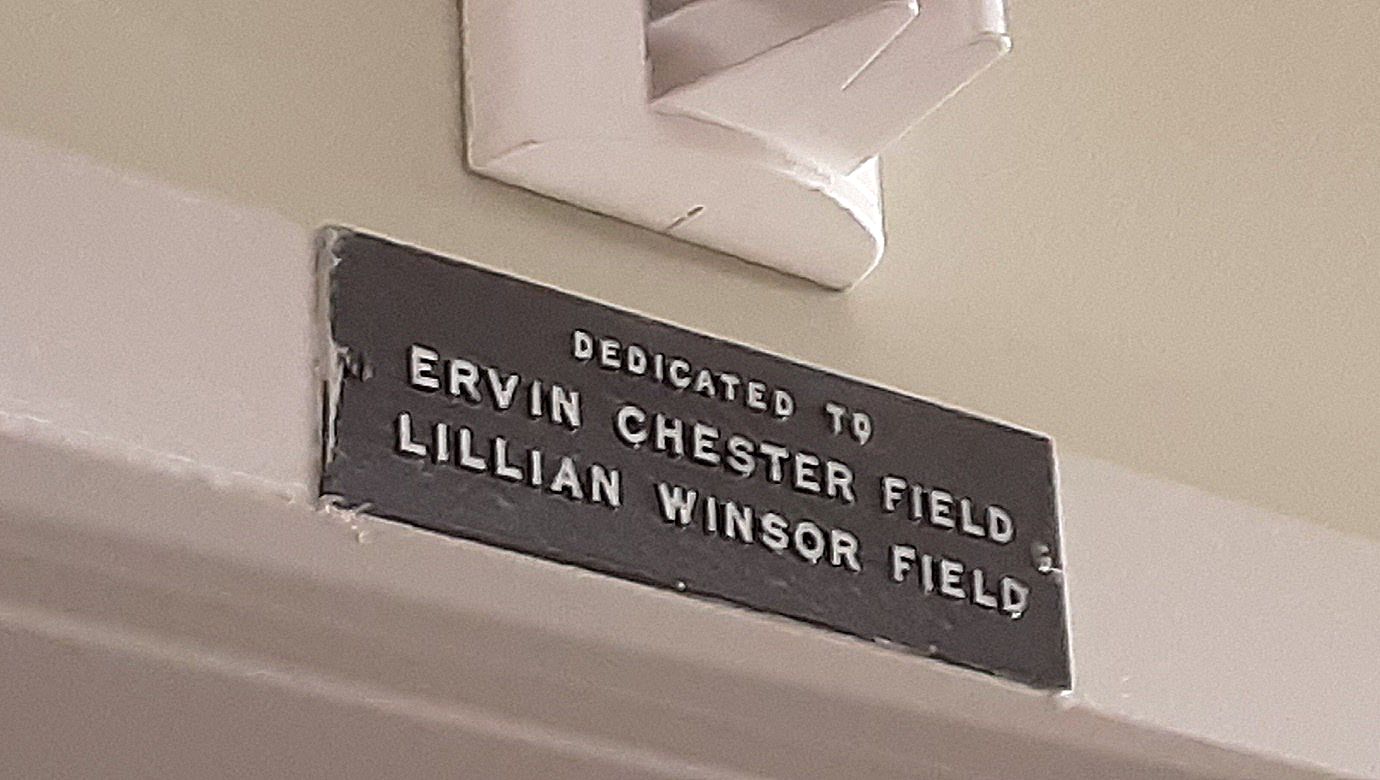 DEDICATED TO
ERVIN CHESTER FIELD
LILLIAN WINSOR FIELD